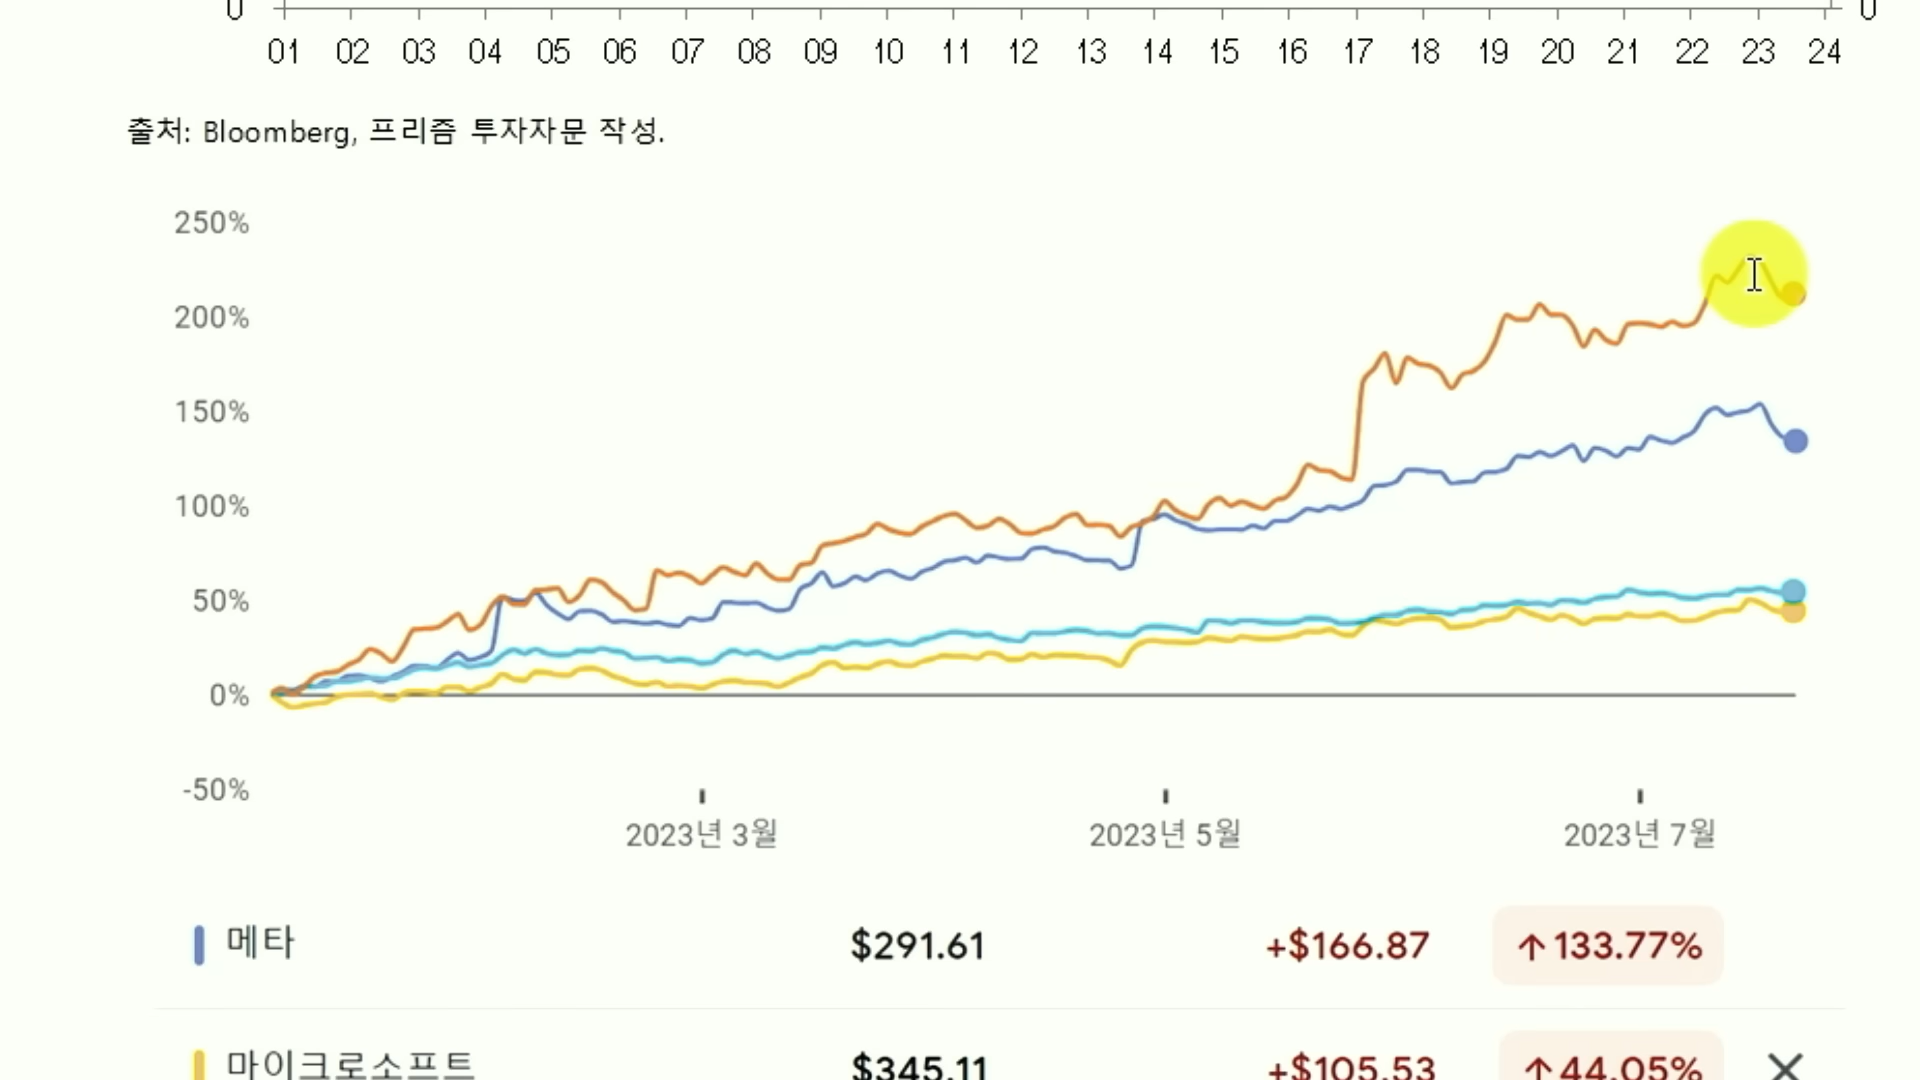 0 0
01 02 03 04 05 06 07 08 09 10 11 12 13 14 15 16 17 18 19 20 21 22 23 24
출처: Bloomberg, 프리즘 투자자문 작성.
250%
200%
150%
100%
50%
0%
-50%
2023년 3월 2023년 5월 2023년 7월
메타 $291.61 +$166.87 ↑133.77%
마이크로소프트 $345.11 +$105.53 ↑44.05%